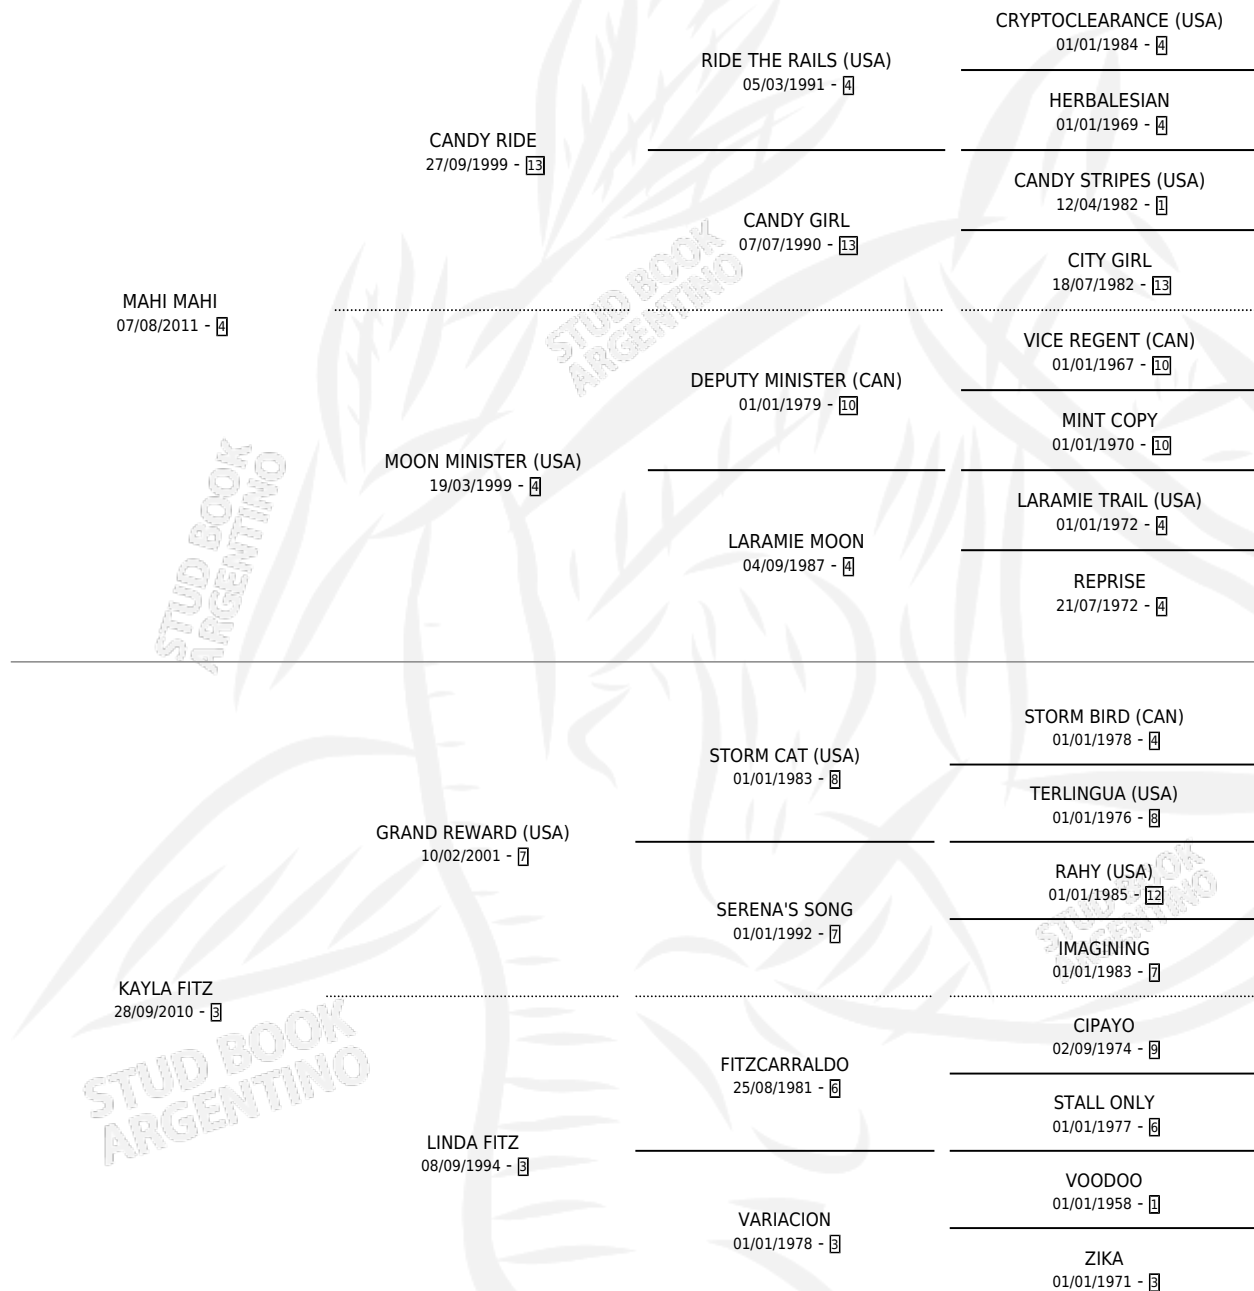 CRYPTOCLEARANCE (USA)
01/01/1984 - 4
RIDE THE RAILS (USA)
05/03/1991 - 4
HERBALESIAN
01/01/1969 - 4
CANDY RIDE
27/09/1999 - 13
CANDY STRIPES (USA)
12/04/1982 - 1
CANDY GIRL
07/07/1990 - 13
CITY GIRL
18/07/1982 - 13
MAHI MAHI
07/08/2011 - 4
VICE REGENT (CAN)
01/01/1967 - 10
DEPUTY MINISTER (CAN)
01/01/1979 - 10
MINT COPY
01/01/1970 - 10
MOON MINISTER (USA)
19/03/1999 - 4
LARAMIE TRAIL (USA)
01/01/1972 - 4
LARAMIE MOON
04/09/1987 - 4
REPRISE
21/07/1972 - 4
STORM BIRD (CAN)
01/01/1978 - 4
STORM CAT (USA)
01/01/1983 - 8
TERLINGUA (USA)
01/01/1976 - 8
GRAND REWARD (USA)
10/02/2001 - 7
RAHY (USA)
01/01/1985 - 12
SERENA'S SONG
01/01/1992 - 7
IMAGINING
01/01/1983 - 7
KAYLA FITZ
28/09/2010 - 3
CIPAYO
02/09/1974 - 9
FITZCARRALDO
25/08/1981 - 6
STALL ONLY
01/01/1977 - 6
LINDA FITZ
08/09/1994 - 3
VOODOO
01/01/1958 - 1
VARIACION
01/01/1978 - 3
ZIKA
01/01/1971 - 3
STUD BOOK
ARGENTINO
STUD BOOK
ARGENTINO
STUD BOOK
ARGENTINO
STUD BOOK
ARGENTINO